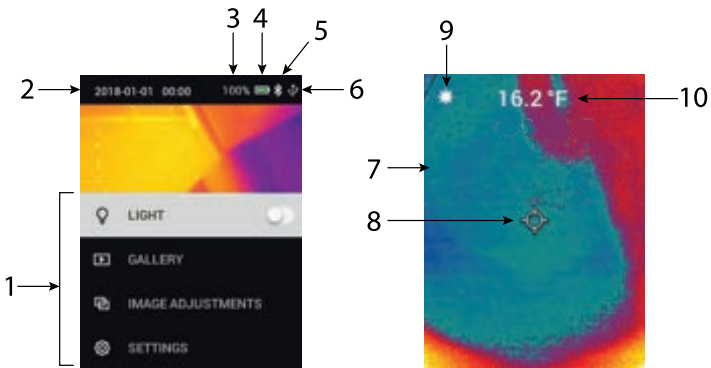 3 4 5 9
2 2018-01-01 00:00 100% 6
16.2 °F 10
7
8
1
LIGHT
GALLERY
IMAGE ADJUSTMENTS
SETTINGS